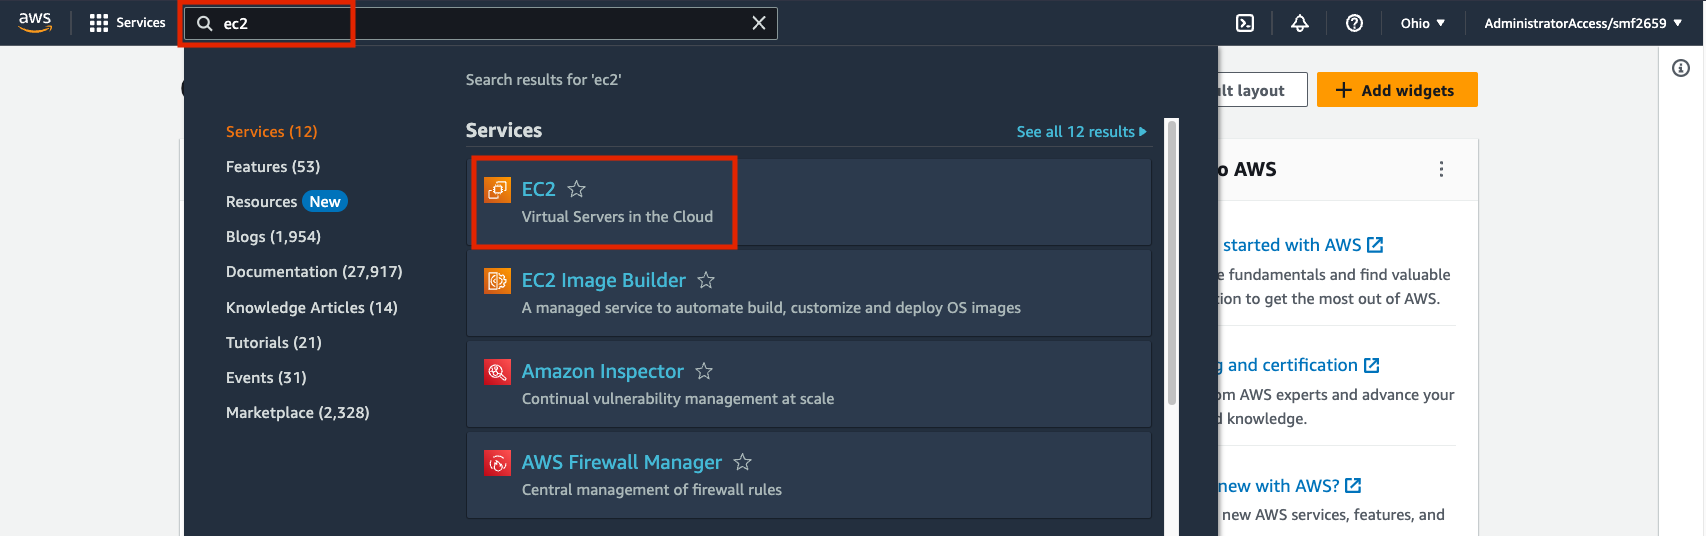 aws
Services
ec2
Ohio
AdministratorAccess/smf2659
Search results for 'ec2'
Services (12)
Features (53)
Resources New
Blogs (1,954)
Documentation (27,917)
Knowledge Articles (14)
Tutorials (21)
Events (31)
Marketplace (2,328)
Services
See all 12 results
EC2
Virtual Servers in the Cloud
EC2 Image Builder
A managed service to automate build, customize and deploy OS images
Amazon Inspector
Continual vulnerability management at scale
AWS Firewall Manager
Central management of firewall rules
layout
+ Add widgets
AWS
started with AWS
fundamentals and find valuable
to get the most out of AWS.
and certification
AWS experts and advance your
knowledge.
new with AWS?
new AWS services, features, and